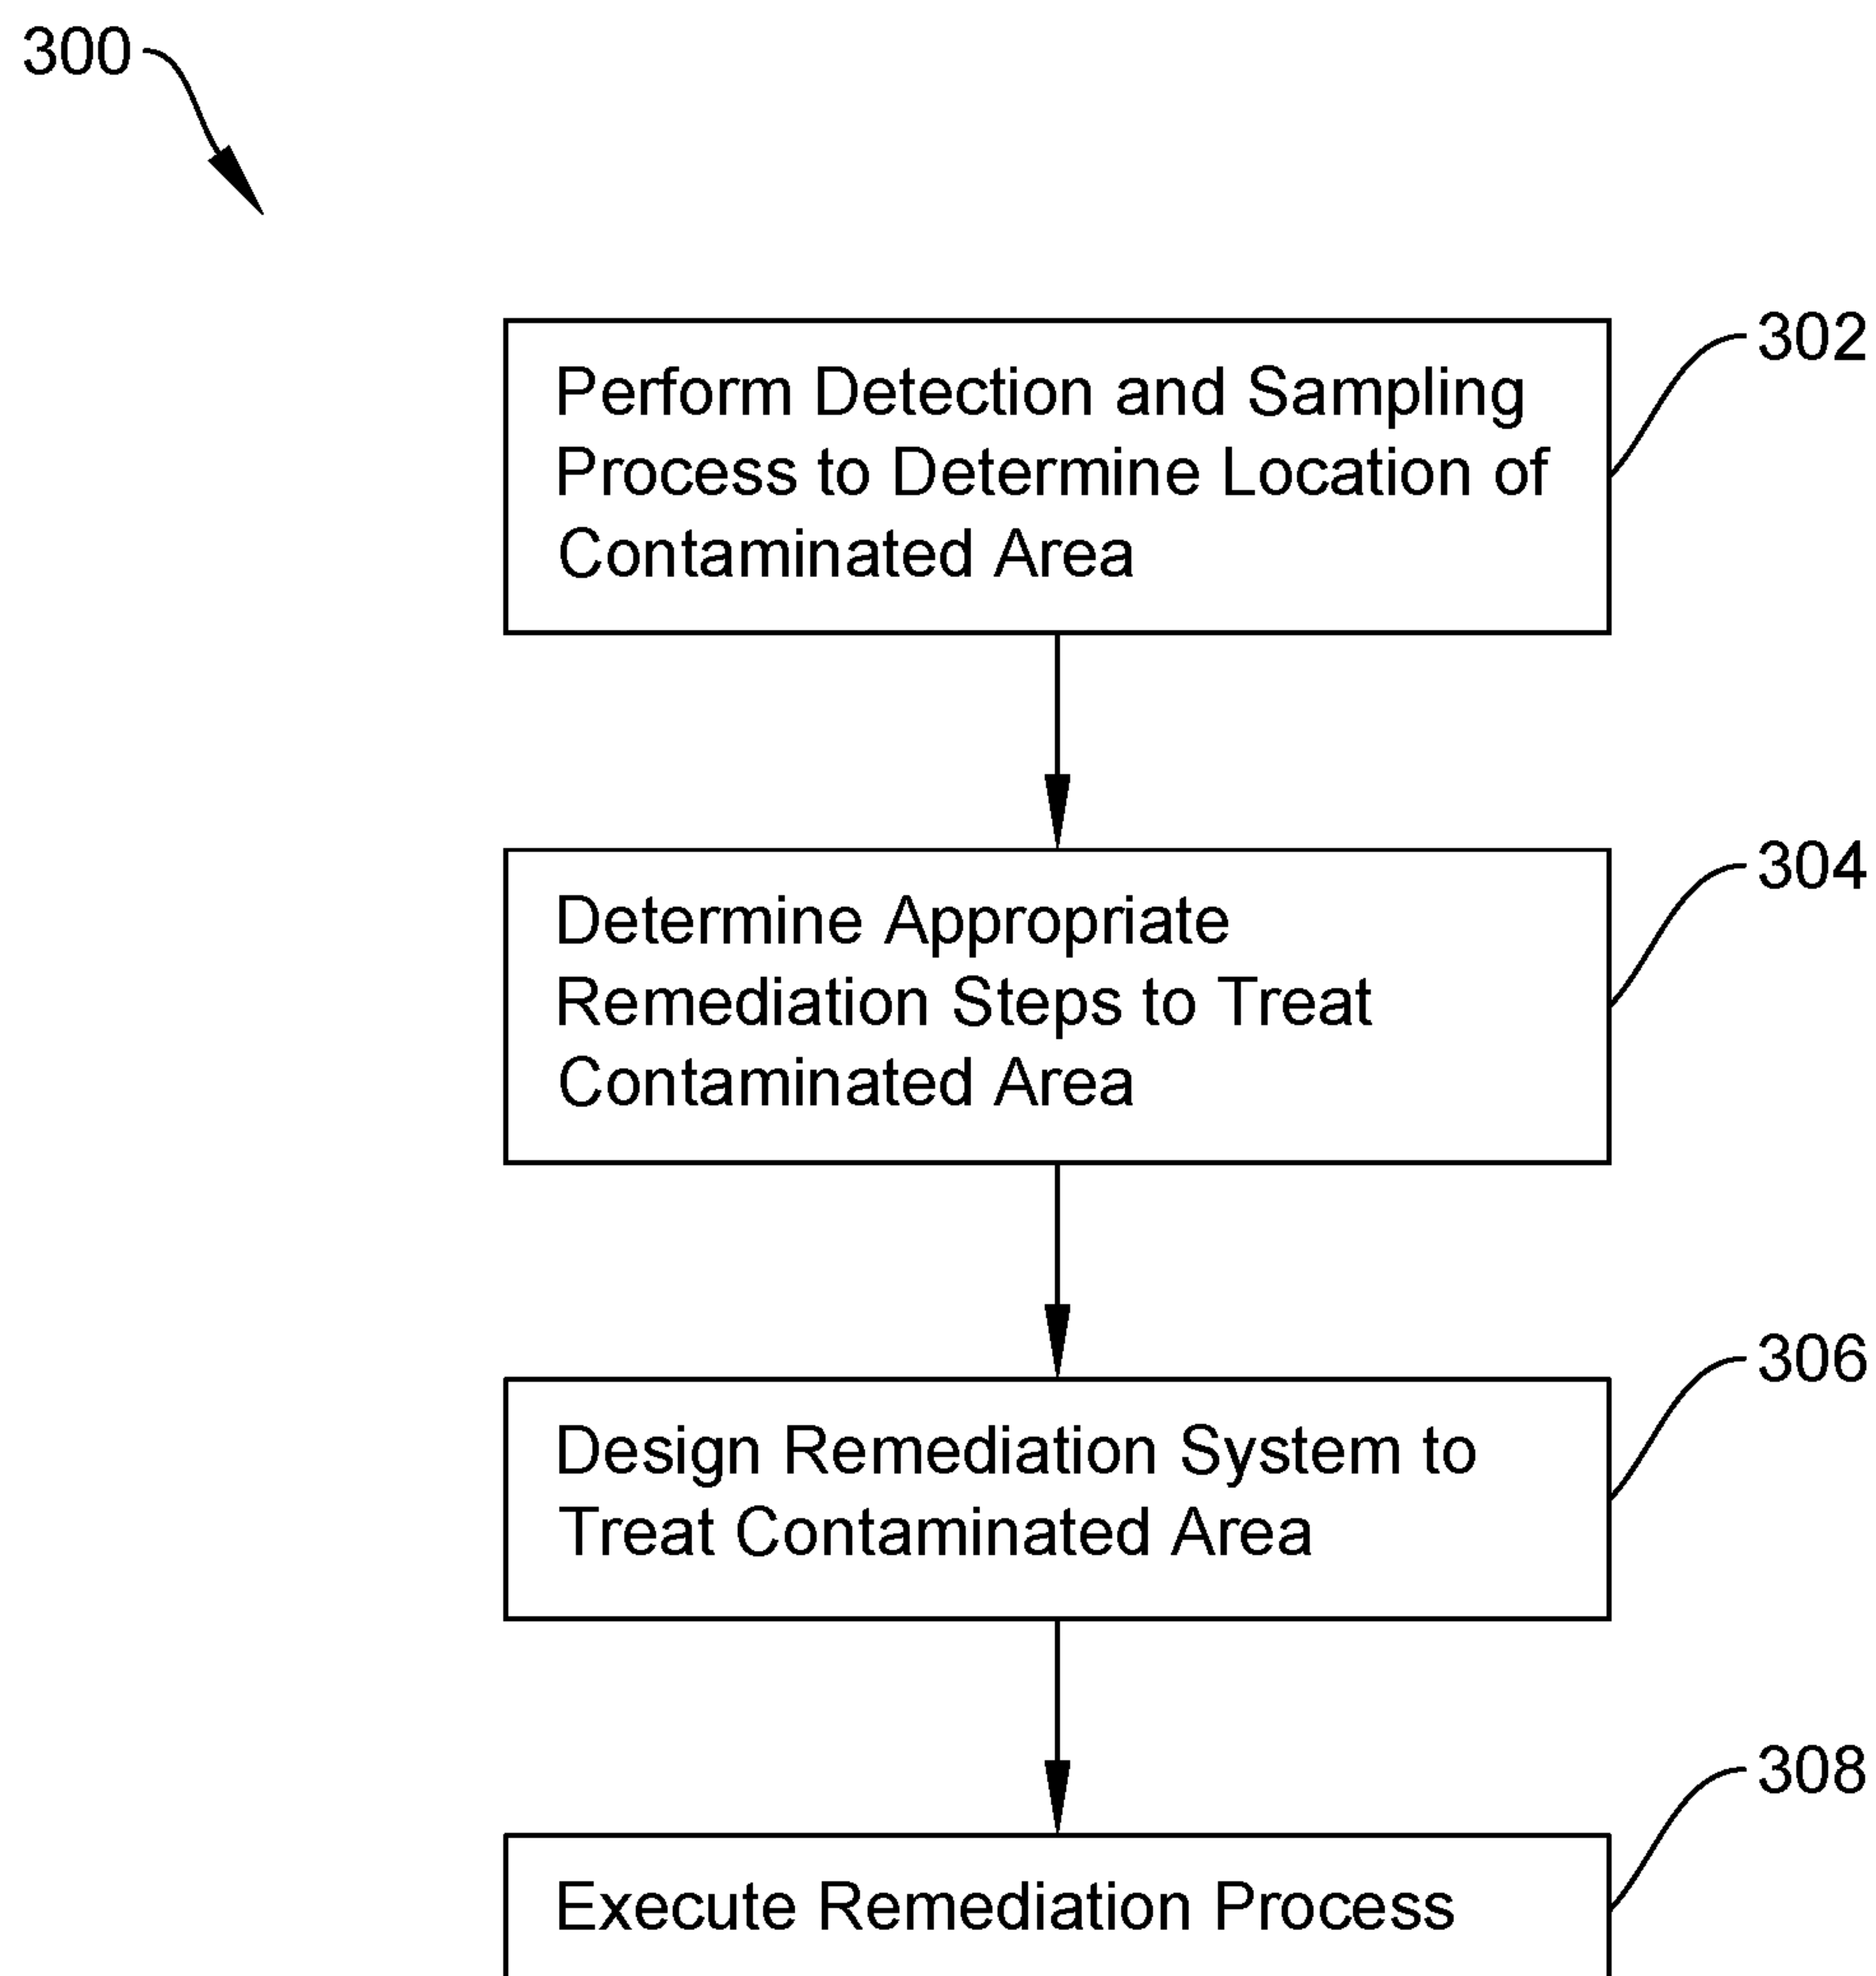 300
302
Perform Detection and Sampling
Process to Determine Location of
Contaminated Area
304
Determine Appropriate
Remediation Steps to Treat
Contaminated Area
306
Design Remediation System to
Treat Contaminated Area
308
Execute Remediation Process